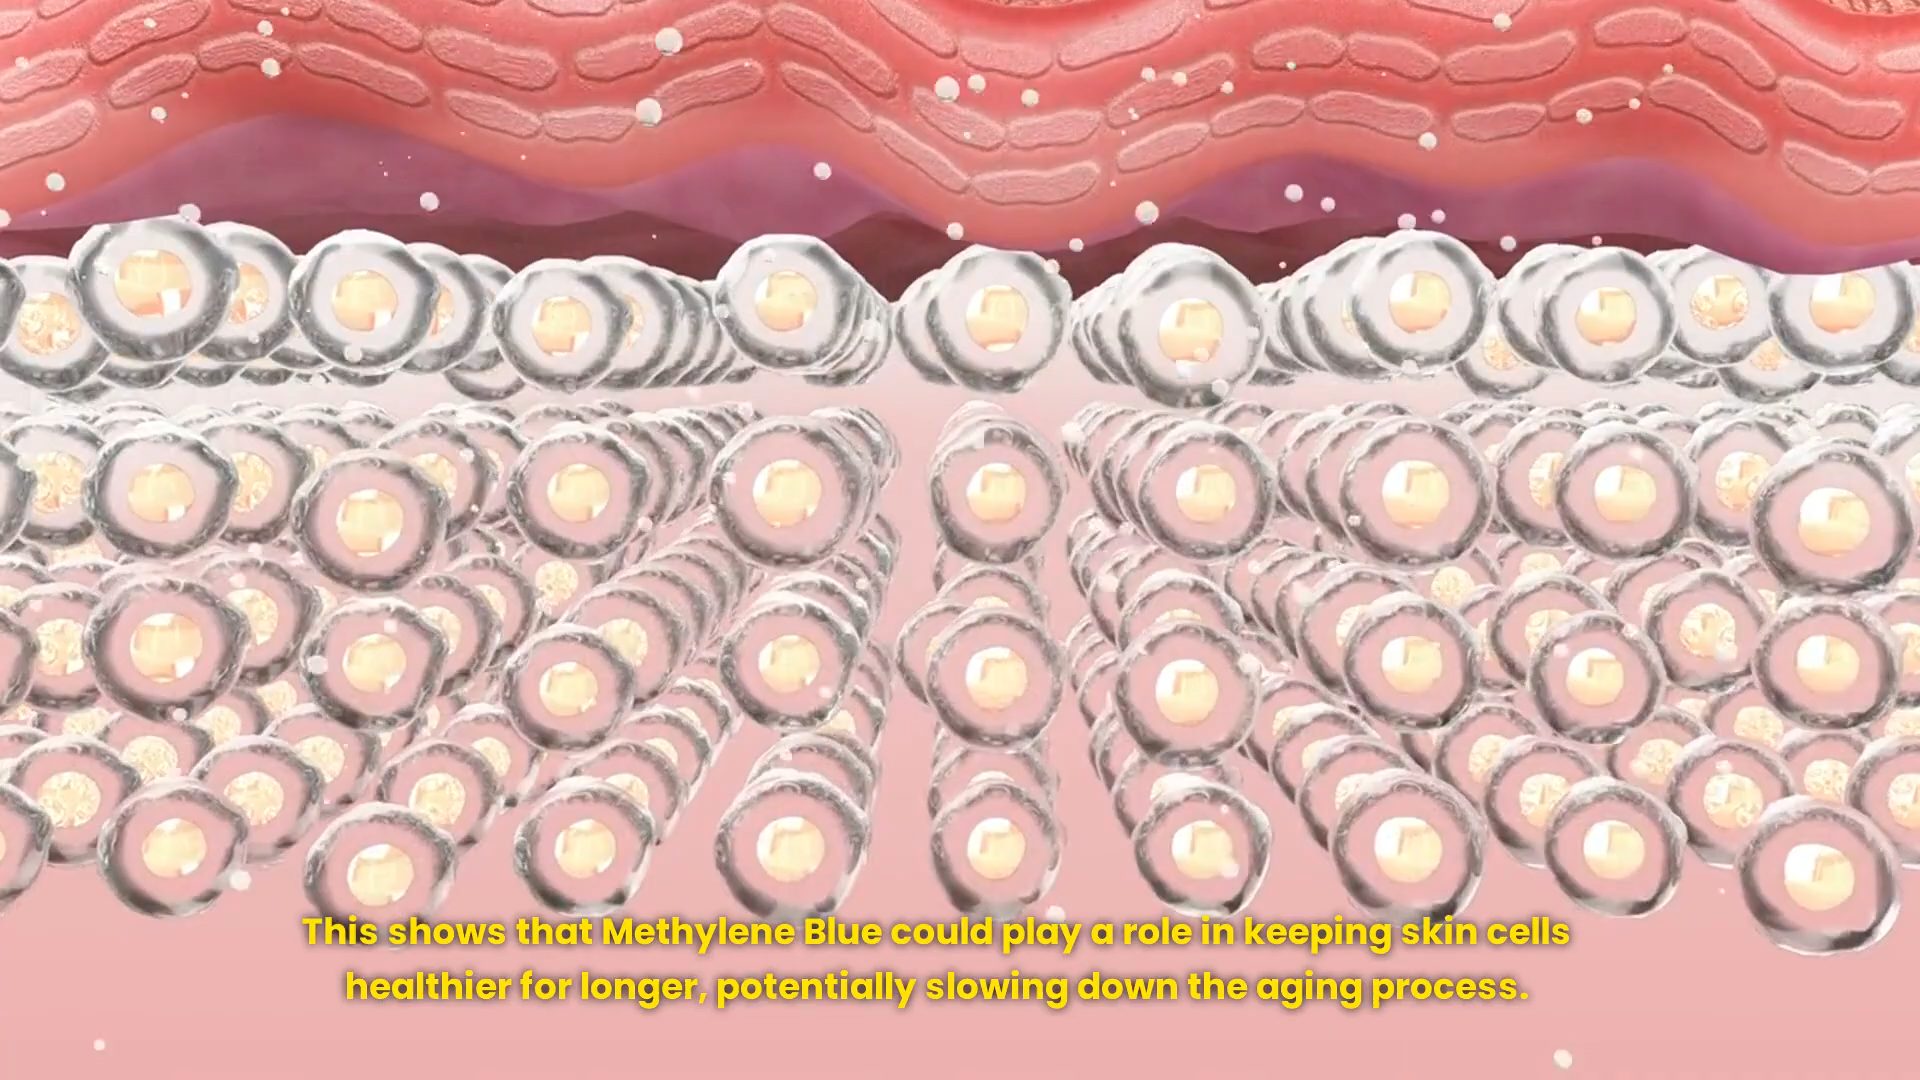 This shows that Methylene Blue could play a role in keeping skin cells
healthier for longer, potentially slowing down the aging process.